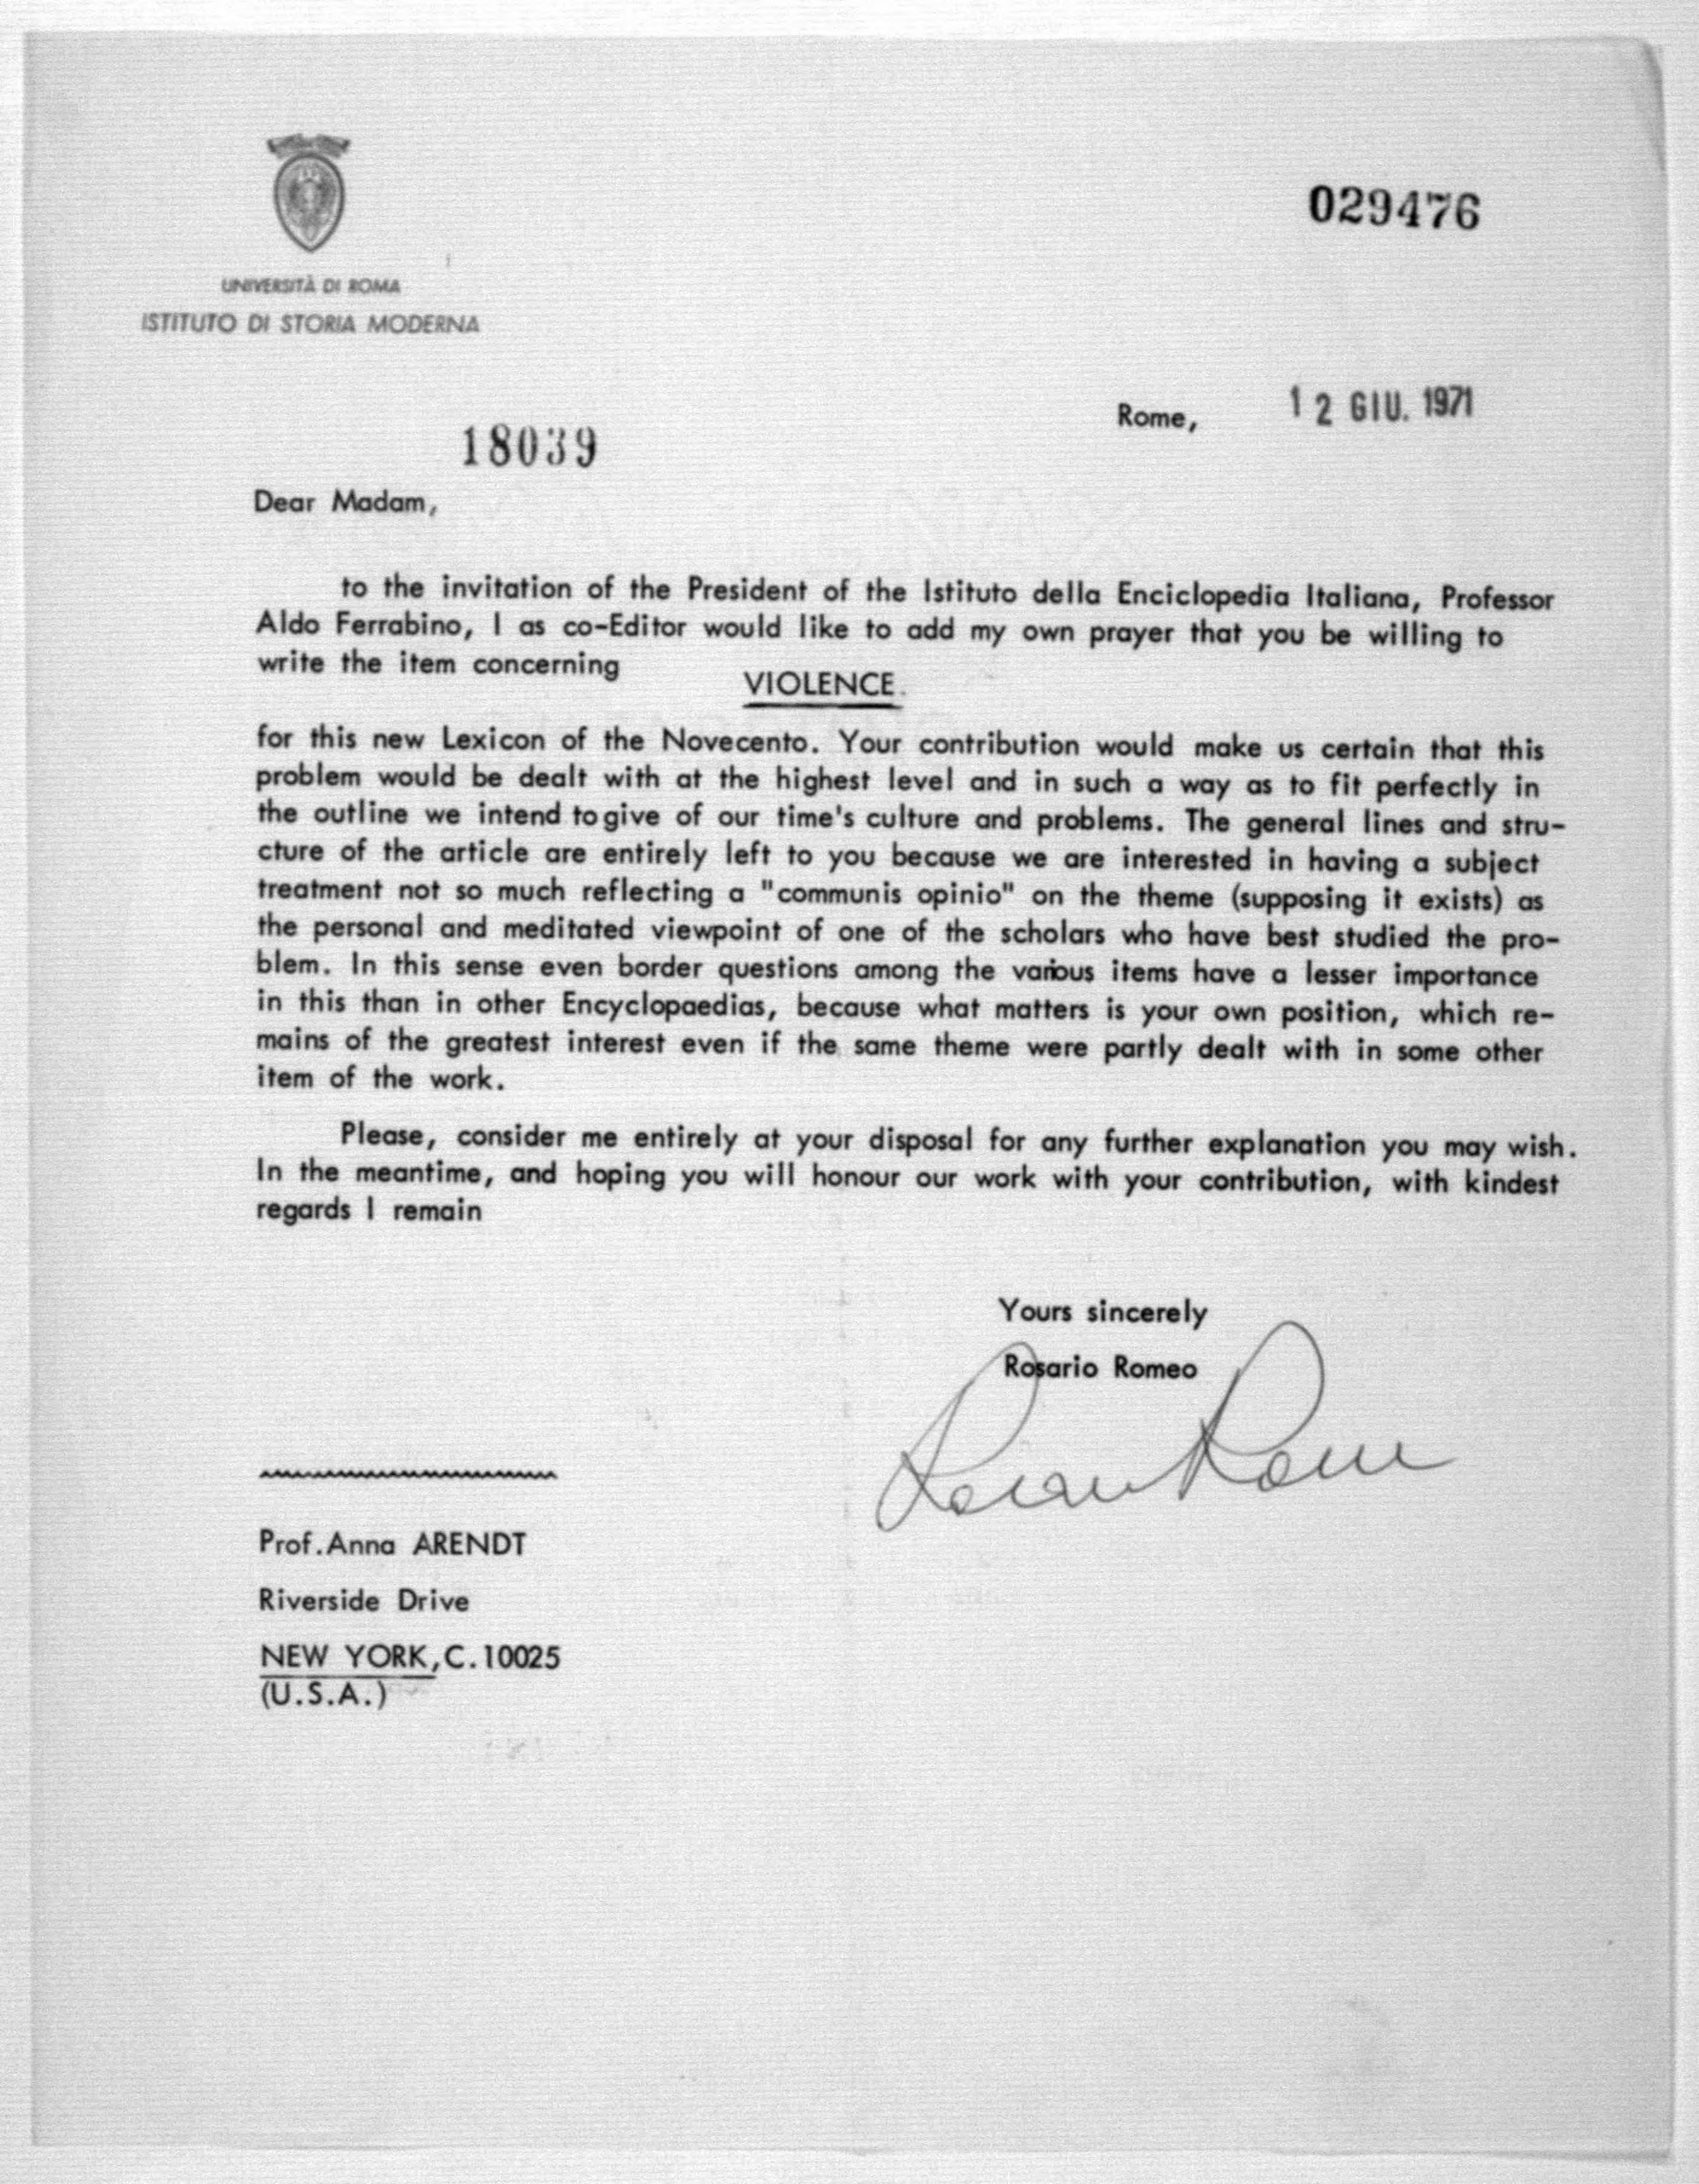 029476
UNIVERSITÀ DI ROMA
ISTITUTO DI STORIA MODERNA
Rome, 12 GIU. 1971
18039
Dear Madam,
to the invitation of the President of the Istituto della Enciclopedia Italiana, Professor
Aldo Ferrabino, I as co-Editor would like to add my own prayer that you be willing to
write the item concerning
VIOLENCE.
for this new Lexicon of the Novecento. Your contribution would make us certain that this
problem would be dealt with at the highest level and in such a way as to fit perfectly in
the outline we intend to give of our time's culture and problems. The general lines and stru-
cture of the article are entirely left to you because we are interested in having a subject
treatment not so much reflecting a "communis opinio" on the theme (supposing it exists) as
the personal and meditated viewpoint of one of the scholars who have best studied the pro-
blem. In this sense even border questions among the various items have a lesser importance
in this than in other Encyclopaedias, because what matters is your own position, which re-
mains of the greatest interest even if the same theme were partly dealt with in some other
item of the work.
Please, consider me entirely at your disposal for any further explanation you may wish.
In the meantime, and hoping you will honour our work with your contribution, with kindest
regards I remain
Yours sincerely
Rosario Romeo
Rosario Romeo
Prof.Anna ARENDT
Riverside Drive
NEW YORK,C.10025
(U.S.A.)